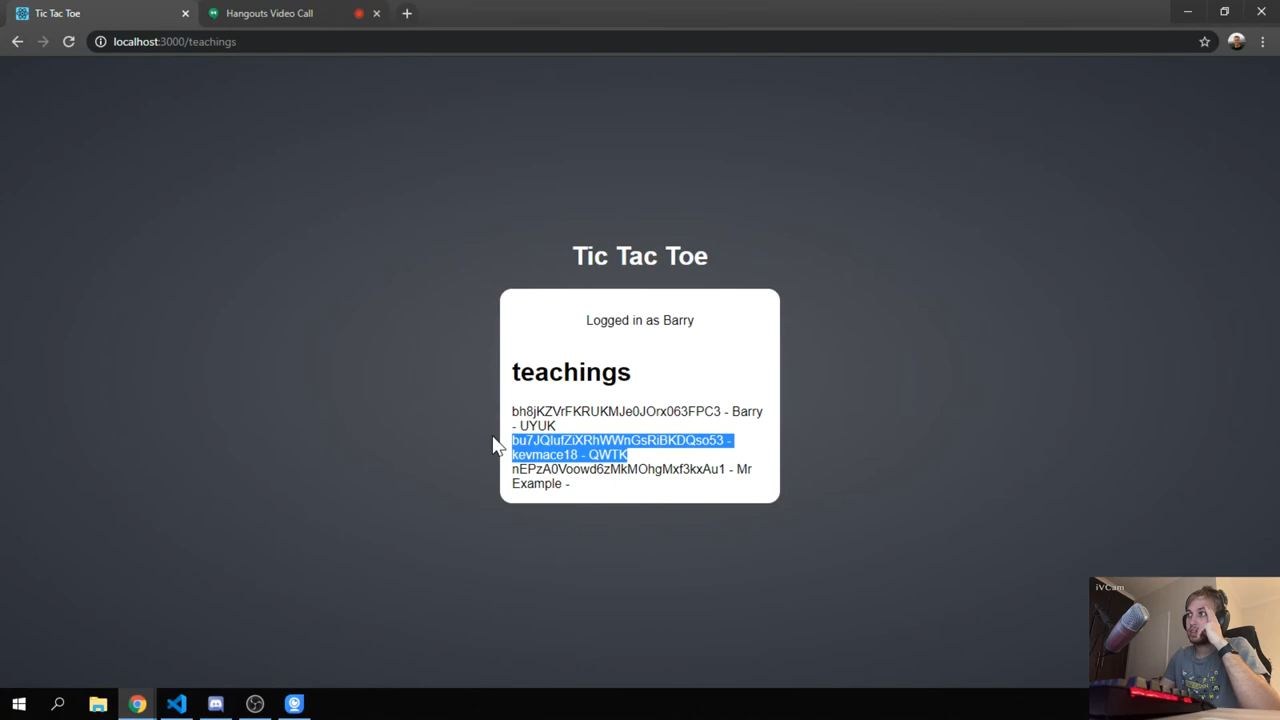 Tic Tac Toe
Hangouts Video Call
localhost:3000/teachings
Tic Tac Toe
Logged in as Barry
teachings
bh8jKZVrFKRUKMJe0JOrx063FPC3 - Barry
- UYUK
bu7JQlufZiXRhWWnGsRiBKDQso53 -
kevmace18 - QWTK
nEPzA0Voowd6zMkMOhgMxf3kxAu1 - Mr
Example -
iVCam